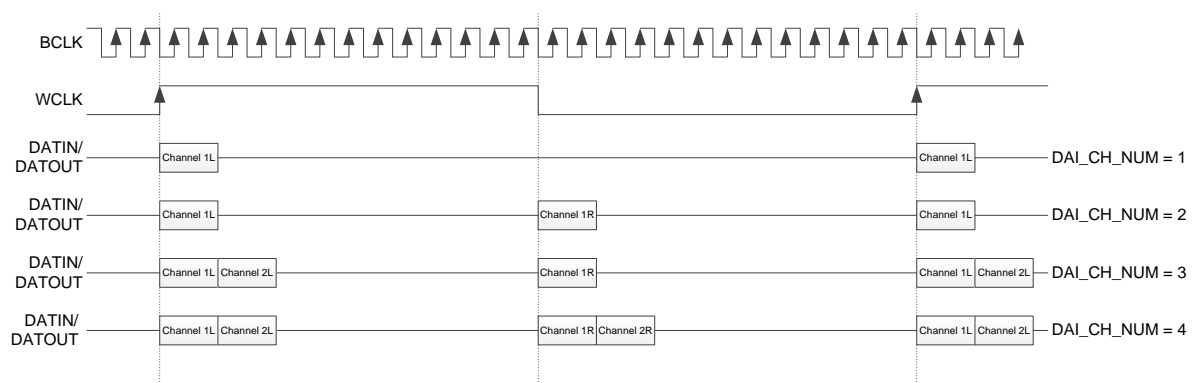 BCLK
WCLK
DATIN/
DATOUT
Channel 1L
Channel 1L
DAI_CH_NUM = 1
DATIN/
DATOUT
Channel 1L
Channel 1R
Channel 1L
DAI_CH_NUM = 2
DATIN/
DATOUT
Channel 1L
Channel 2L
Channel 1R
Channel 1L
Channel 2L
DAI_CH_NUM = 3
DATIN/
DATOUT
Channel 1L
Channel 2L
Channel 1R
Channel 2R
Channel 1L
Channel 2L
DAI_CH_NUM = 4